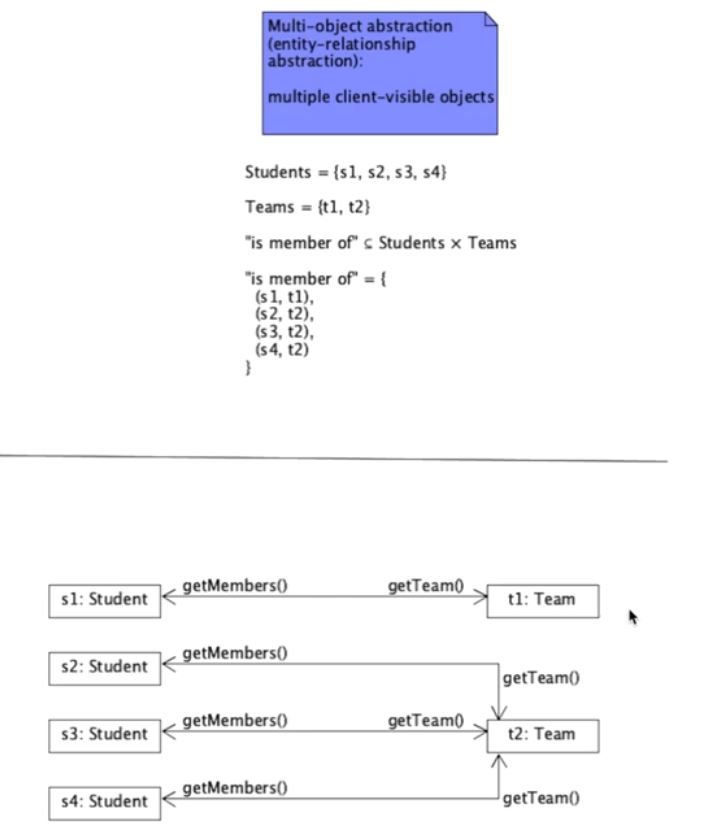 Multi-object abstraction
(entity-relationship
abstraction):
multiple client-visible objects
Students = {s1, s2, s3, s4}
Teams = {t1, t2}
"is member of" ⊆ Students × Teams
"is member of" = {
(s1, t1),
(s2, t2),
(s3, t2),
(s4, t2)
}
s1: Student
getMembers()
getTeam()
t1: Team
s2: Student
getMembers()
getTeam()
s3: Student
getMembers()
getTeam()
t2: Team
s4: Student
getMembers()
getTeam()